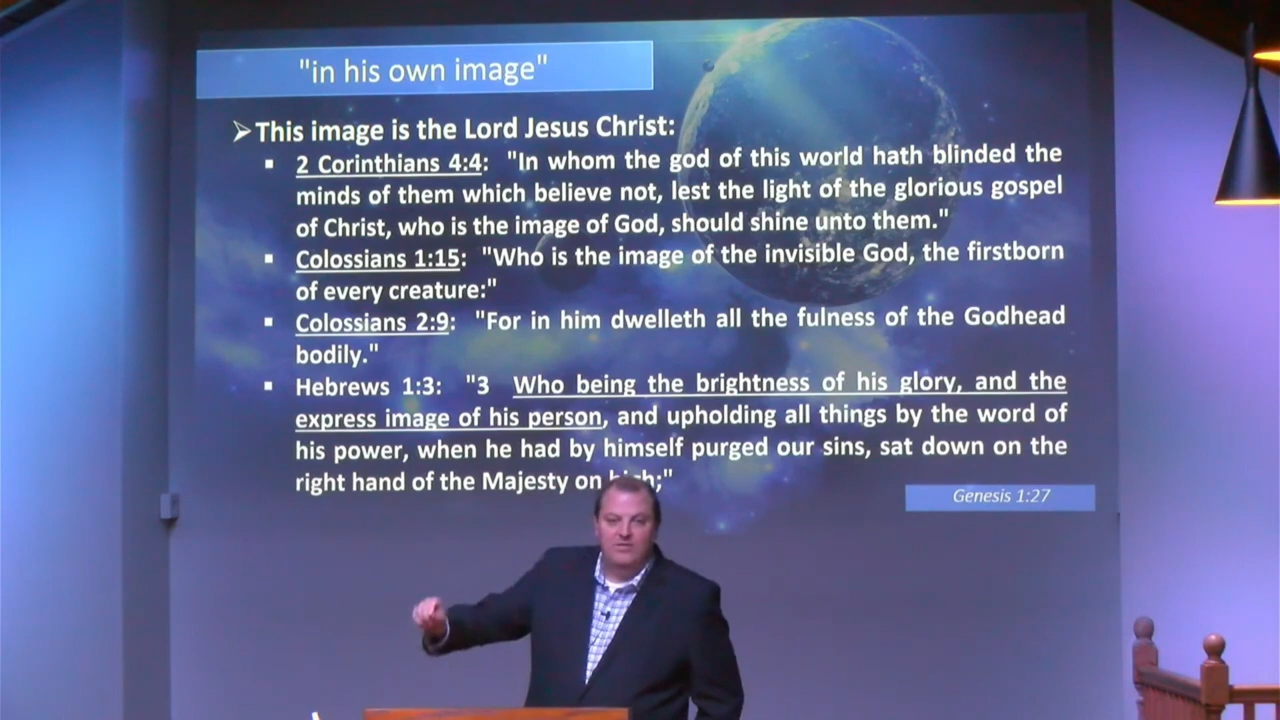 "in his own image"
➢This image is the Lord Jesus Christ:
▪ 2 Corinthians 4:4: "In whom the god of this world hath blinded the
minds of them which believe not, lest the light of the glorious gospel
of Christ, who is the image of God, should shine unto them."
▪ Colossians 1:15: "Who is the image of the invisible God, the firstborn
of every creature:"
▪ Colossians 2:9: "For in him dwelleth all the fulness of the Godhead
bodily."
▪ Hebrews 1:3: "3 Who being the brightness of his glory, and the
express image of his person, and upholding all things by the word of
his power, when he had by himself purged our sins, sat down on the
right hand of the Majesty on high;"
Genesis 1:27